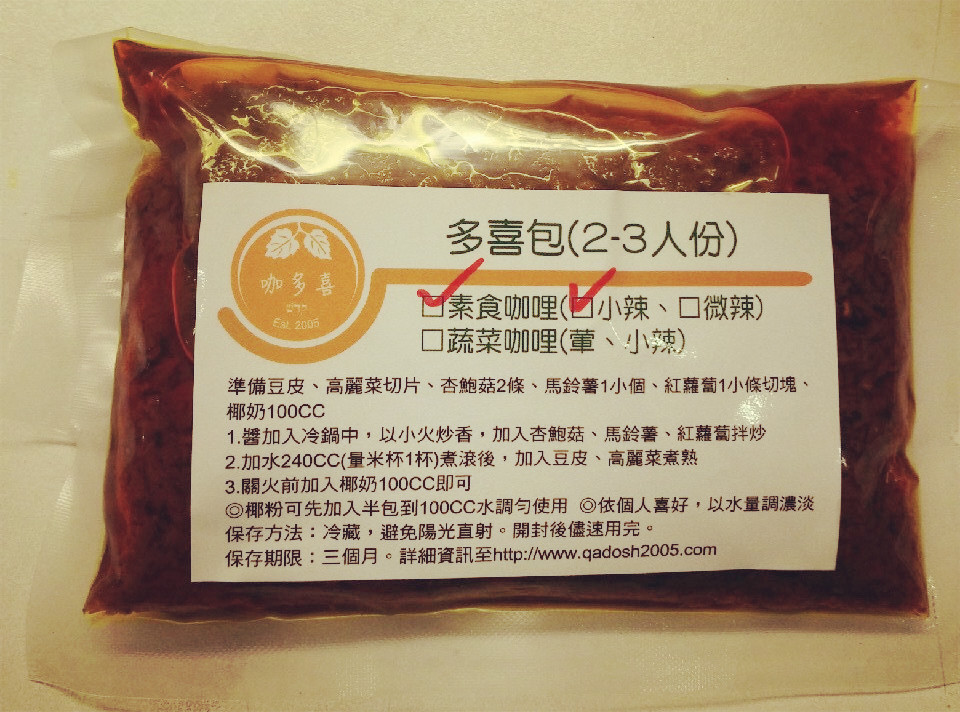 咖多喜
קדש
Est. 2005
多喜包(2-3人份)
□素食咖哩(□小辣、□微辣)
□蔬菜咖哩(葷、小辣)
準備豆皮、高麗菜切片、杏鮑菇2條、馬鈴薯1小個、紅蘿蔔1小條切塊、
椰奶100CC
1.醬加入冷鍋中，以小火炒香，加入杏鮑菇、馬鈴薯、紅蘿蔔拌炒
2.加水240CC(量米杯1杯)煮滾後，加入豆皮、高麗菜煮熟
3.關火前加入椰奶100CC即可
◎椰粉可先加入半包到100CC水調勻使用 ◎依個人喜好，以水量調濃淡
保存方法：冷藏，避免陽光直射。開封後儘速用完。
保存期限：三個月。詳細資訊至http://www.qadosh2005.com